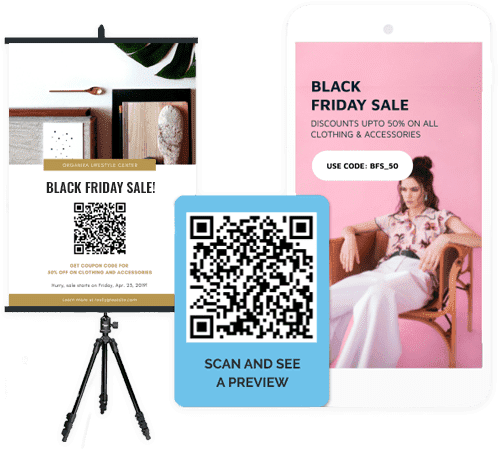 ORGANIZA LIFESTYLE CENTER
BLACK FRIDAY SALE!
GET COUPON CODE FOR
50% OFF ON CLOTHING AND ACCESSORIES
Hurry, sale starts on Friday, Apr. 25, 2019!
Learn more at
SCAN AND SEE
A PREVIEW
BLACK
FRIDAY SALE
DISCOUNTS UPTO 50% ON ALL
CLOTHING & ACCESSORIES
USE CODE: BFS_50